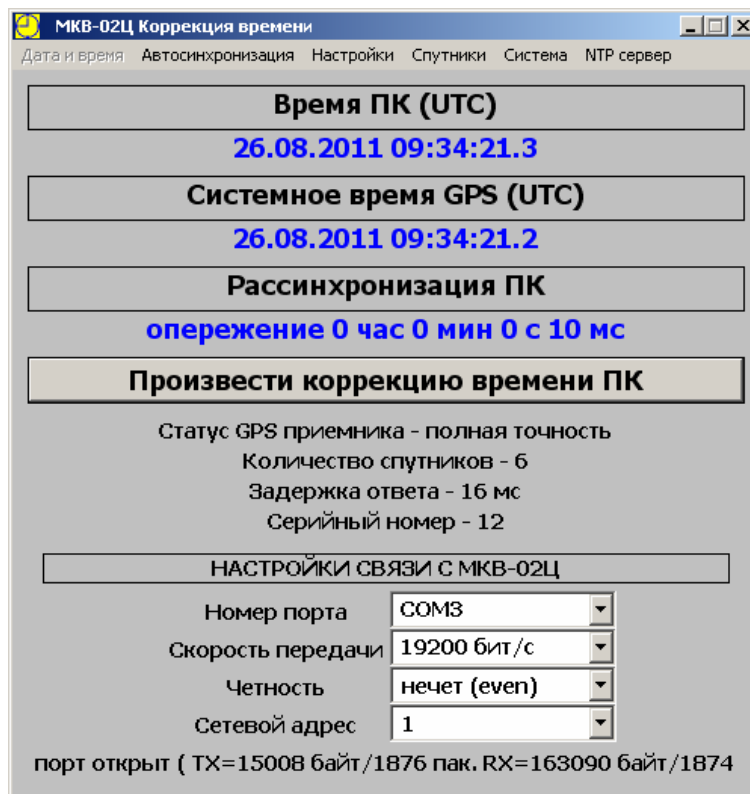 МКВ-02Ц Коррекция времени
Дата и время Автосинхронизация Настройки Спутники Система NTP сервер
Время ПК (UTC)
26.08.2011 09:34:21.3
Системное время GPS (UTC)
26.08.2011 09:34:21.2
Рассинхронизация ПК
опережение 0 час 0 мин 0 с 10 мс
Произвести коррекцию времени ПК
Статус GPS приемника - полная точность
Количество спутников - 6
Задержка ответа - 16 мс
Серийный номер - 12
НАСТРОЙКИ СВЯЗИ С МКВ-02Ц
Номер порта COM3
Скорость передачи 19200 бит/с
Четность нечет (even)
Сетевой адрес 1
порт открыт ( TX=15008 байт/1876 пак. RX=163090 байт/1874